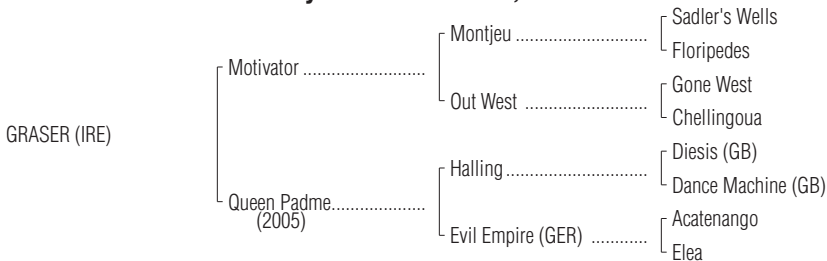 Sadler's Wells
Montjeu ..........................
Floripedes
Motivator ..........................
Gone West
Out West ..........................
Chellingoua
GRASER (IRE)
Diesis (GB)
Halling..............................
Dance Machine (GB)
Queen Padme....................
(2005)
Acatenango
Evil Empire (GER) ............
Elea